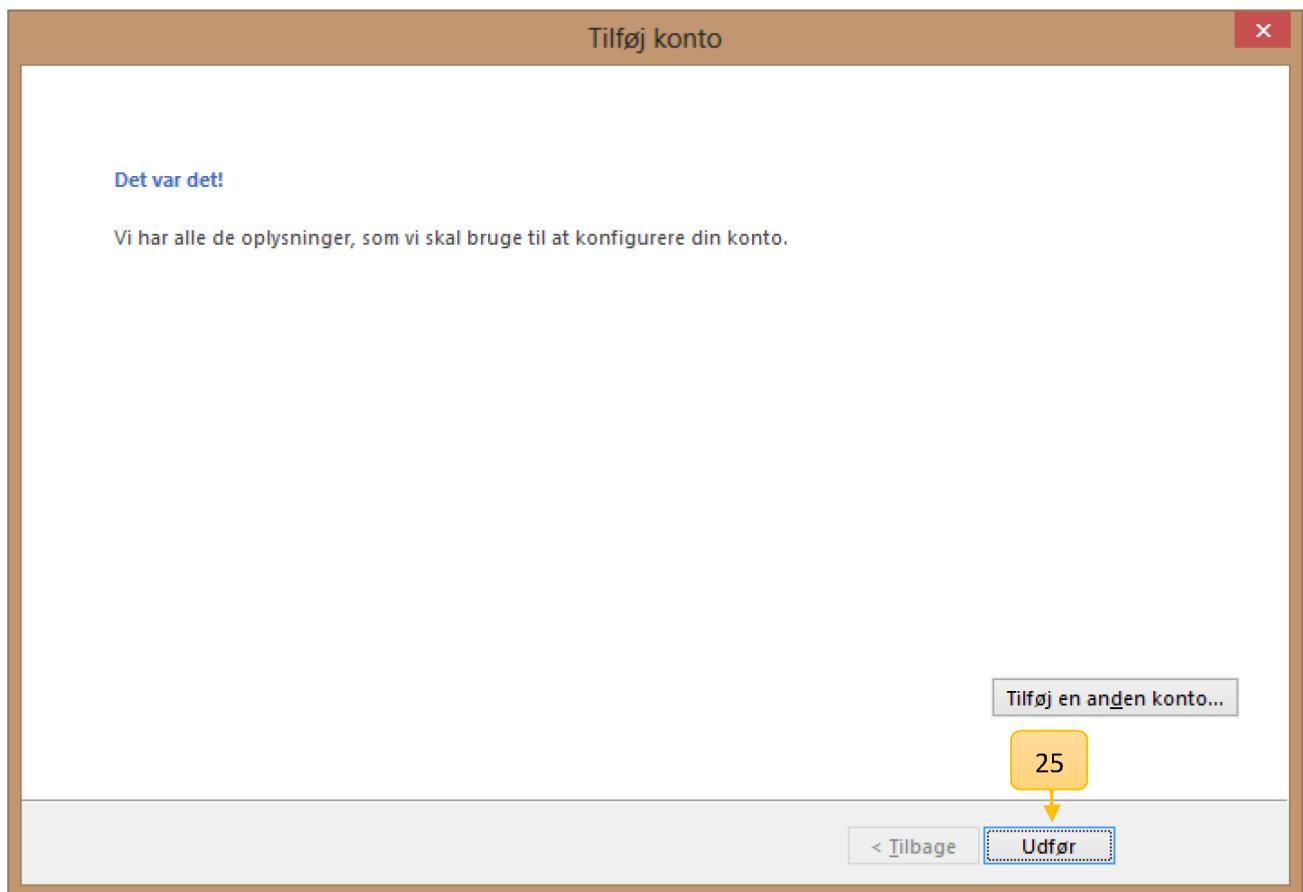 Tilføj konto
Det var det!
Vi har alle de oplysninger, som vi skal bruge til at konfigurere din konto.
Tilføj en anden konto...
25
< Tilbage
Udfør